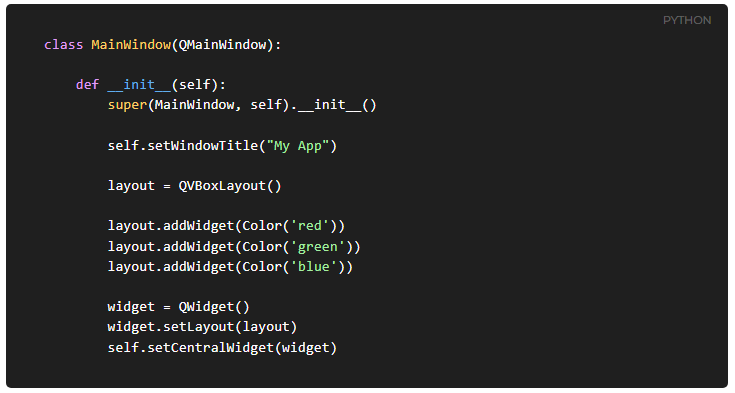 PYTHON
class MainWindow(QMainWindow):
    def __init__(self):
        super(MainWindow, self).__init__()
        self.setWindowTitle("My App")
        layout = QVBoxLayout()
        layout.addWidget(Color('red'))
        layout.addWidget(Color('green'))
        layout.addWidget(Color('blue'))
        widget = QWidget()
        widget.setLayout(layout)
        self.setCentralWidget(widget)